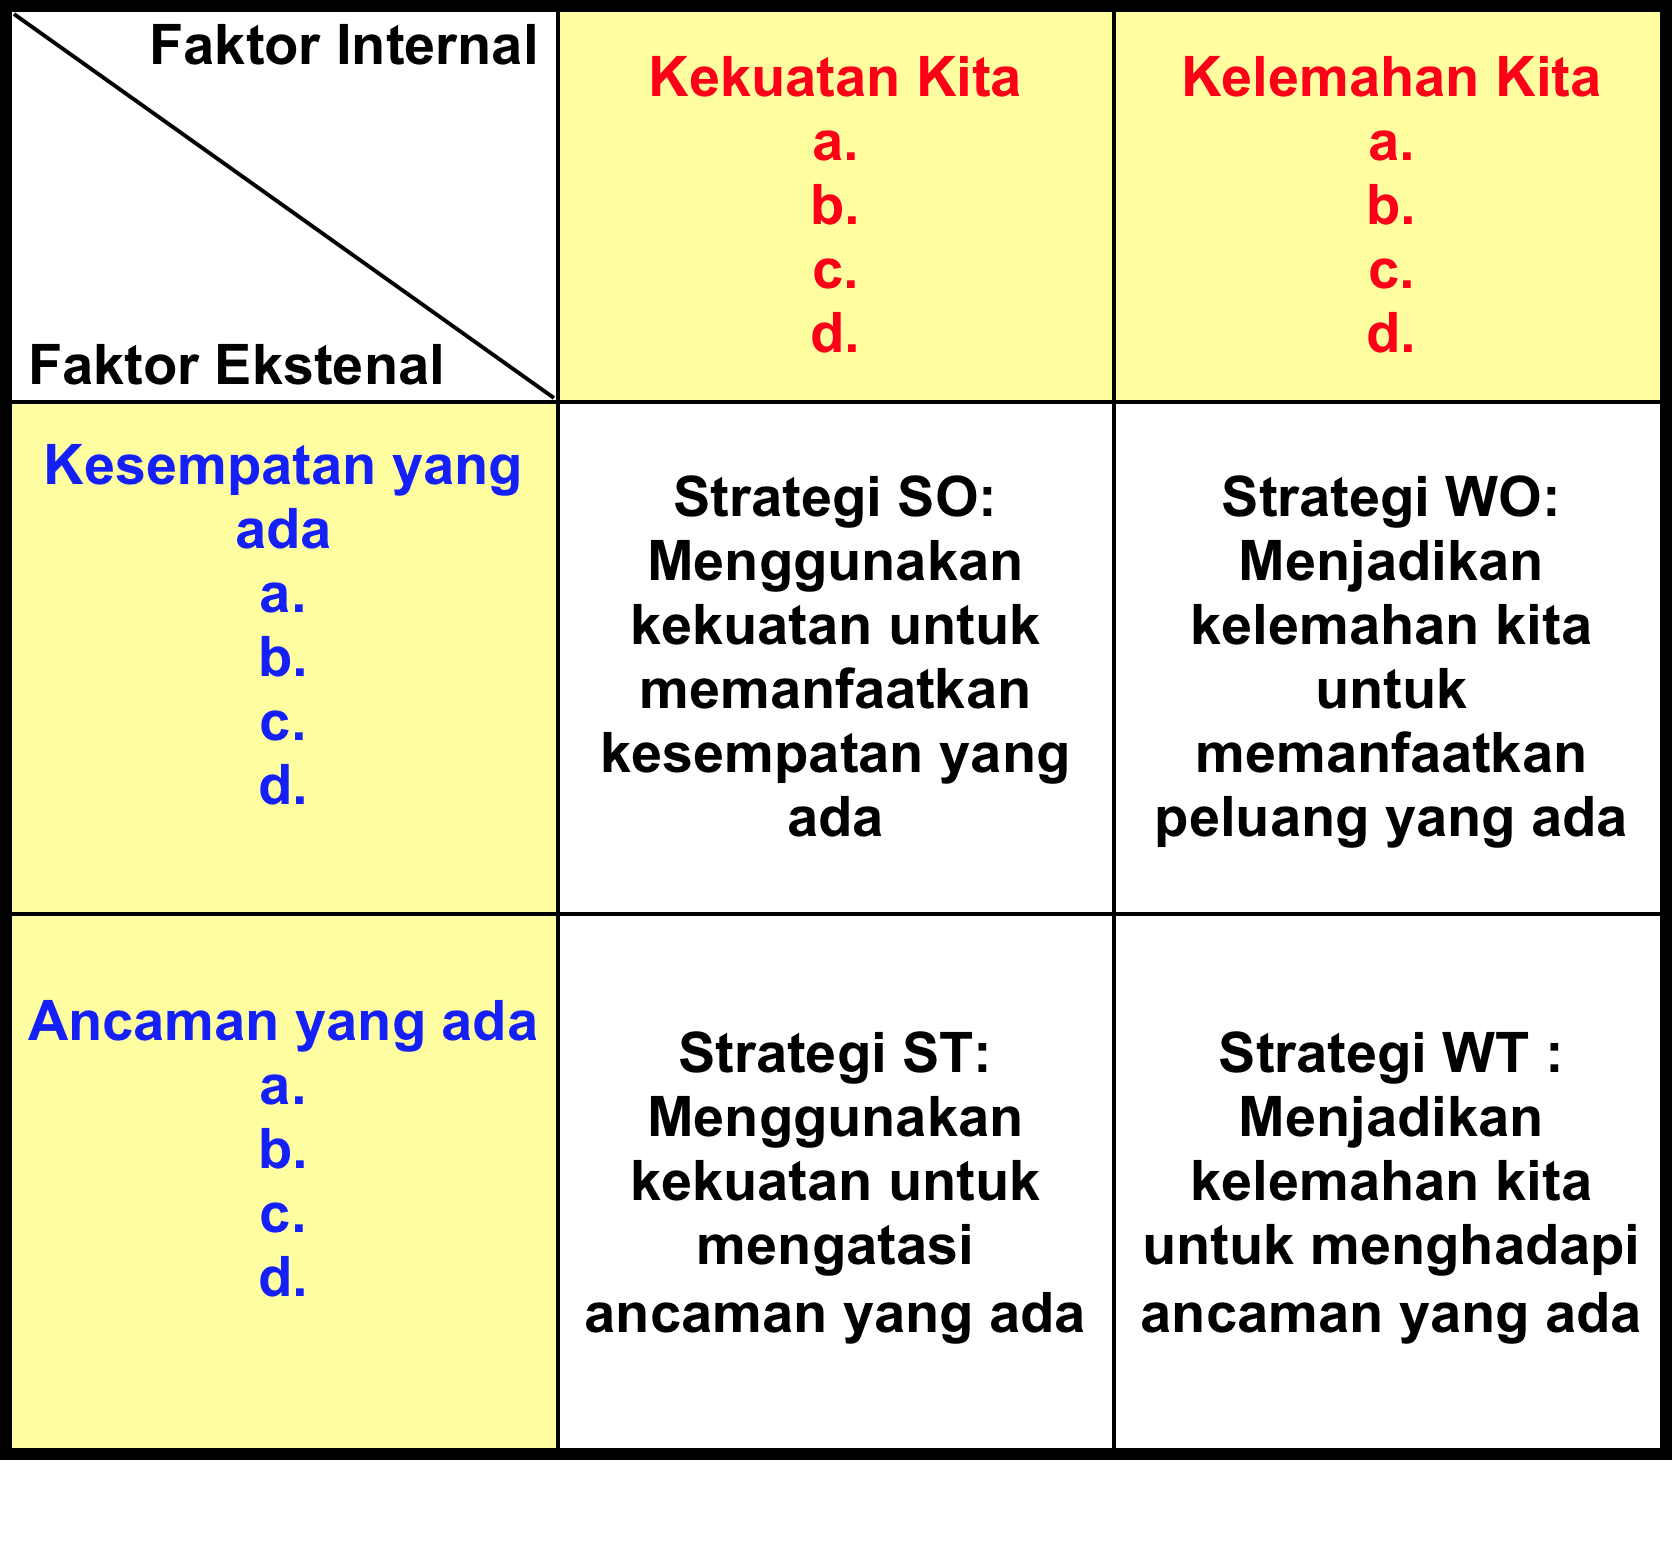 Faktor Internal
Faktor Ekstenal
Kekuatan Kita
a.
b.
c.
d.
Kelemahan Kita
a.
b.
c.
d.
Kesempatan yang
ada
a.
b.
c.
d.
Strategi SO:
Menggunakan
kekuatan untuk
memanfaatkan
kesempatan yang
ada
Strategi WO:
Menjadikan
kelemahan kita
untuk
memanfaatkan
peluang yang ada
Ancaman yang ada
a.
b.
c.
d.
Strategi ST:
Menggunakan
kekuatan untuk
mengatasi
ancaman yang ada
Strategi WT :
Menjadikan
kelemahan kita
untuk menghadapi
ancaman yang ada